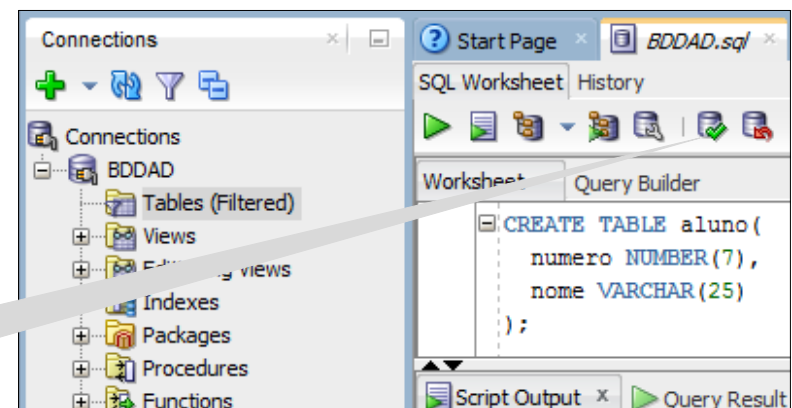 Connections
Start Page
BDDAD.sql
SQL Worksheet
History
Connections
BDDAD
Tables (Filtered)
Views
Views
Indexes
Packages
Procedures
Functions
Worksheet
Query Builder
CREATE TABLE aluno(
numero NUMBER(7),
nome VARCHAR(25)
);
Script Output
Query Result